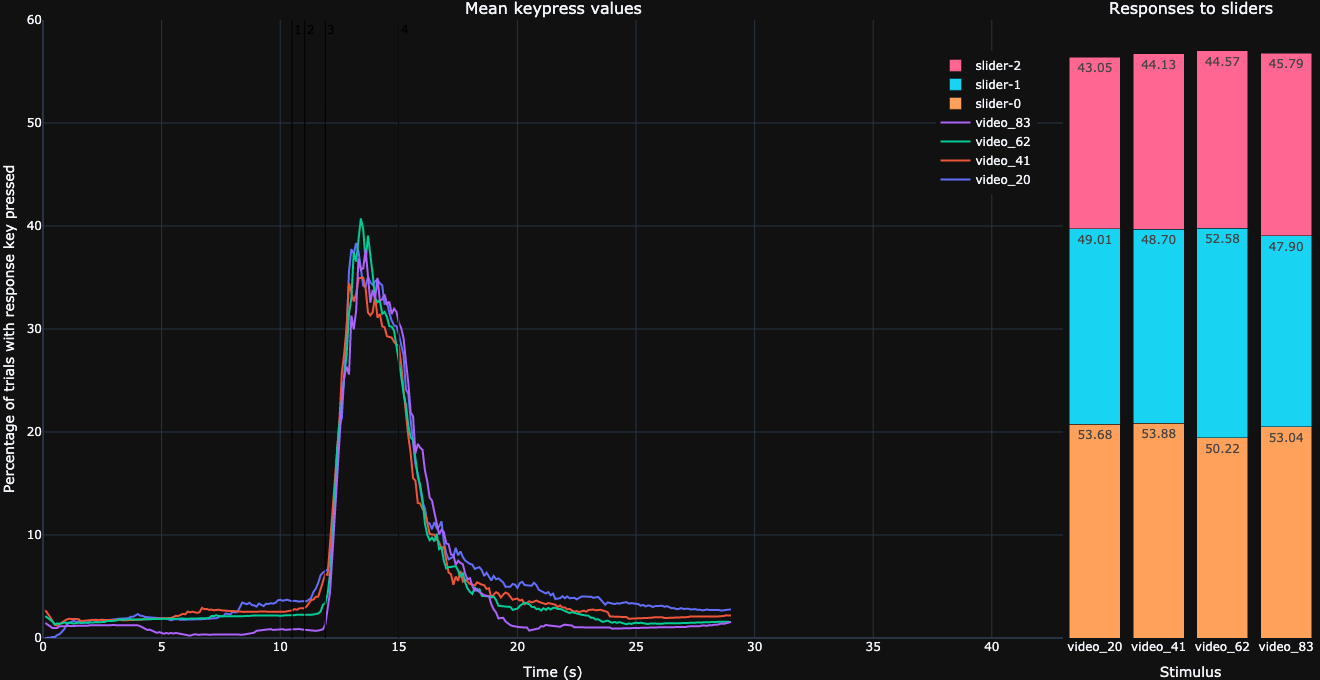 Mean keypress values
Responses to sliders
Percentage of trials with response key pressed
60
50
40
30
20
10
0
1 2 3 4
slider-2
slider-1
slider-0
video_83
video_62
video_41
video_20
0 5 10 15 20 25 30 35 40
Time (s)
43.05 44.13 44.57 45.79
49.01 48.70 52.58 47.90
53.68 53.88 50.22 53.04
video_20 video_41 video_62 video_83
Stimulus